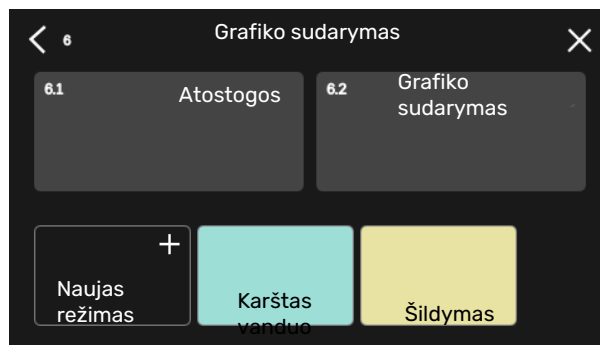 6
Grafiko sudarymas
6.1
Atostogos
6.2
Grafiko
sudarymas
Naujas
režimas
Karštas
vanduo
Šildymas